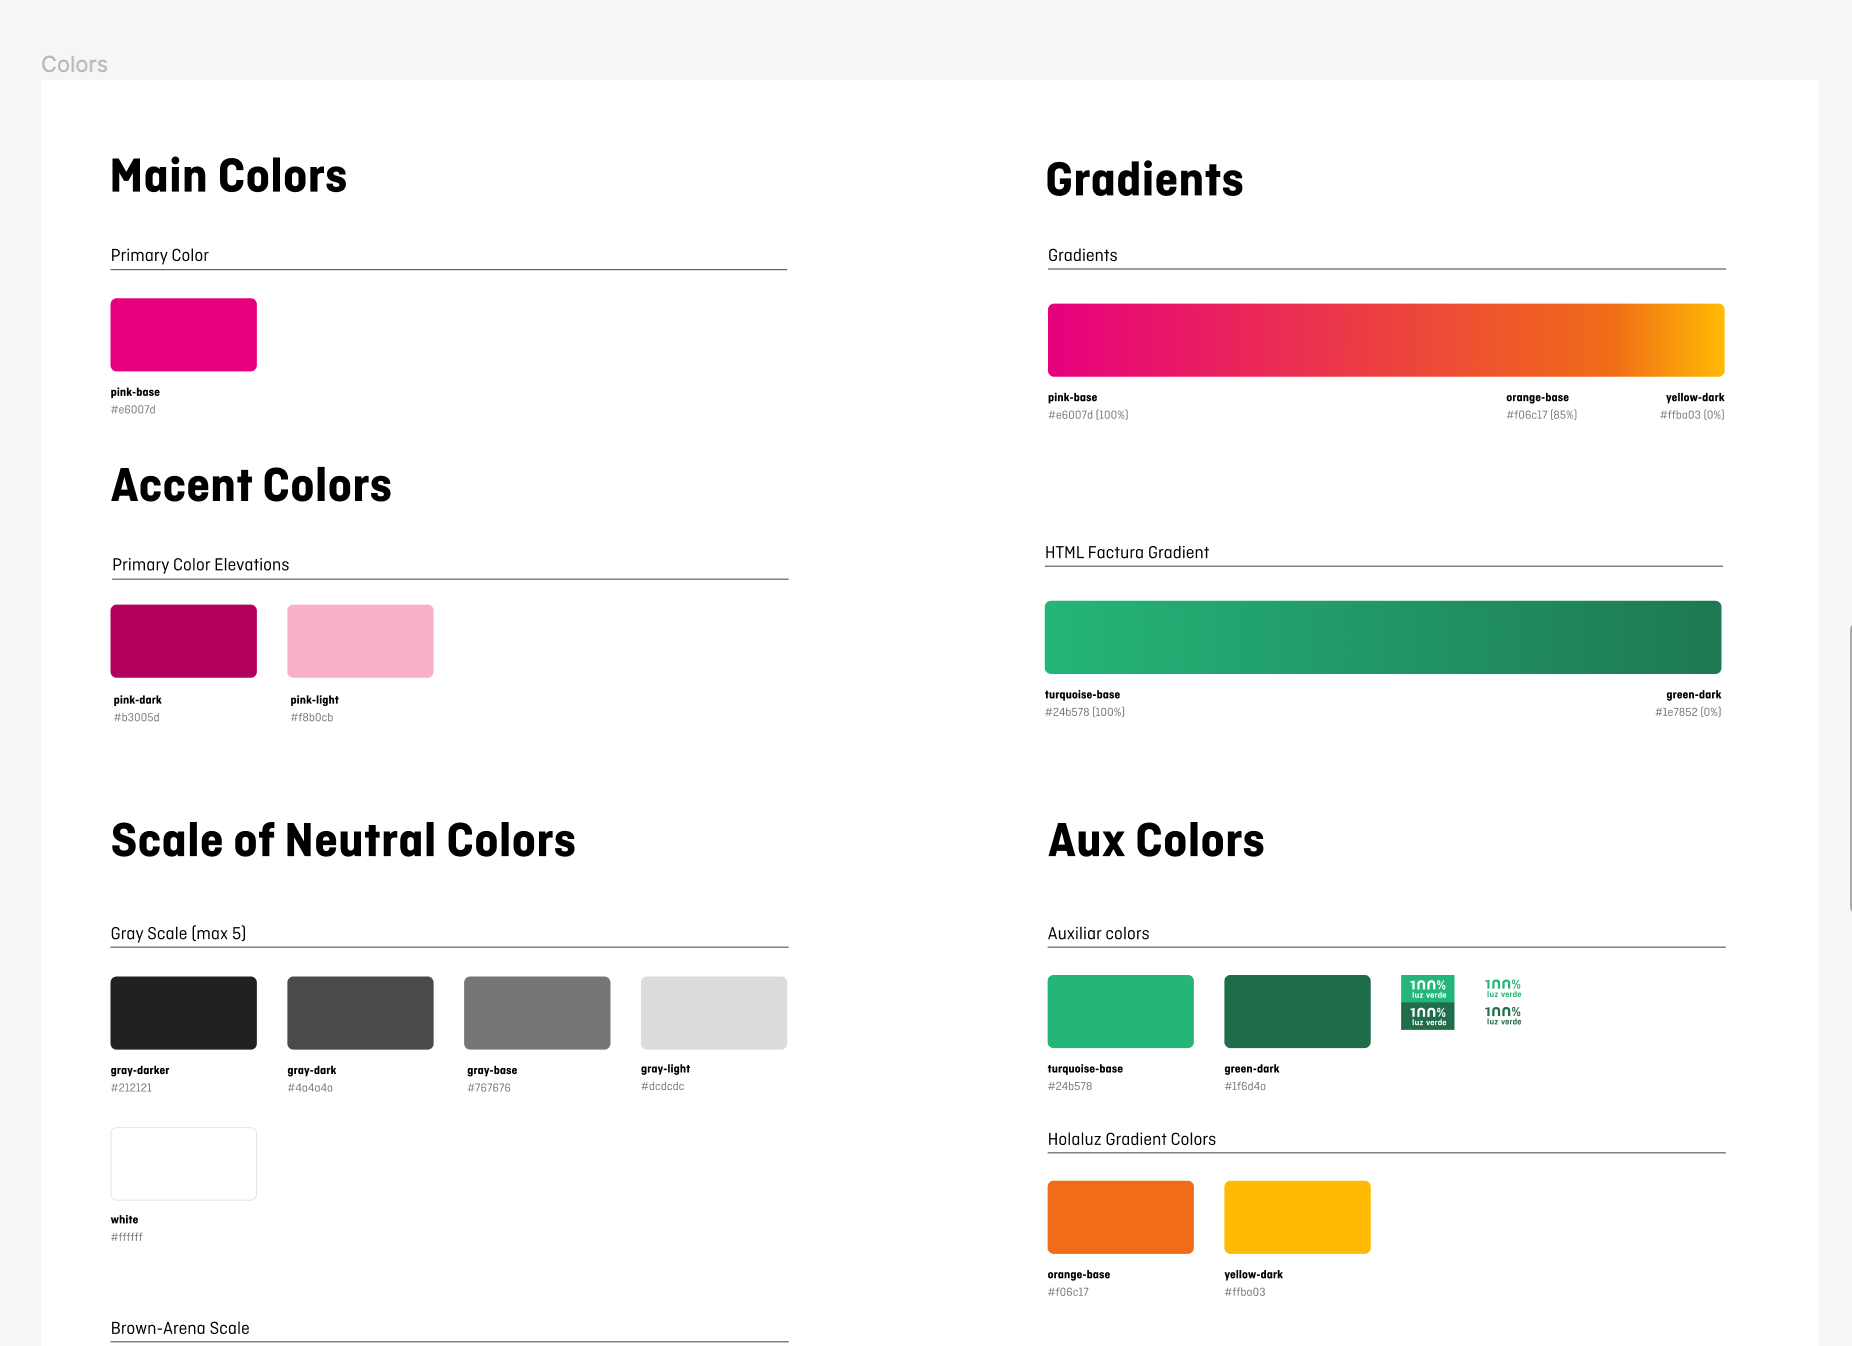 Colors
Main Colors
Primary Color
pink-base
#e6007d
Accent Colors
Primary Color Elevations
pink-dark
#b3005d
pink-light
#f8b0cb
Scale of Neutral Colors
Gray Scale (max 5)
gray-darker
#212121
gray-dark
#4a4a4a
gray-base
#767676
gray-light
#dcdcdc
white
#ffffff
Brown-Arena Scale
Gradients
Gradients
pink-base
#e6007d (100%)
orange-base
#f06c17 (85%)
yellow-dark
#ffba03 (0%)
HTML Factura Gradient
turquoise-base
#24b578 (100%)
green-dark
#1e7852 (0%)
Aux Colors
Auxiliar colors
turquoise-base
#24b578
green-dark
#1f6d4a
100%
luz verde
100%
luz verde
100%
luz verde
100%
luz verde
Holaluz Gradient Colors
orange-base
#f06c17
yellow-dark
#ffba03